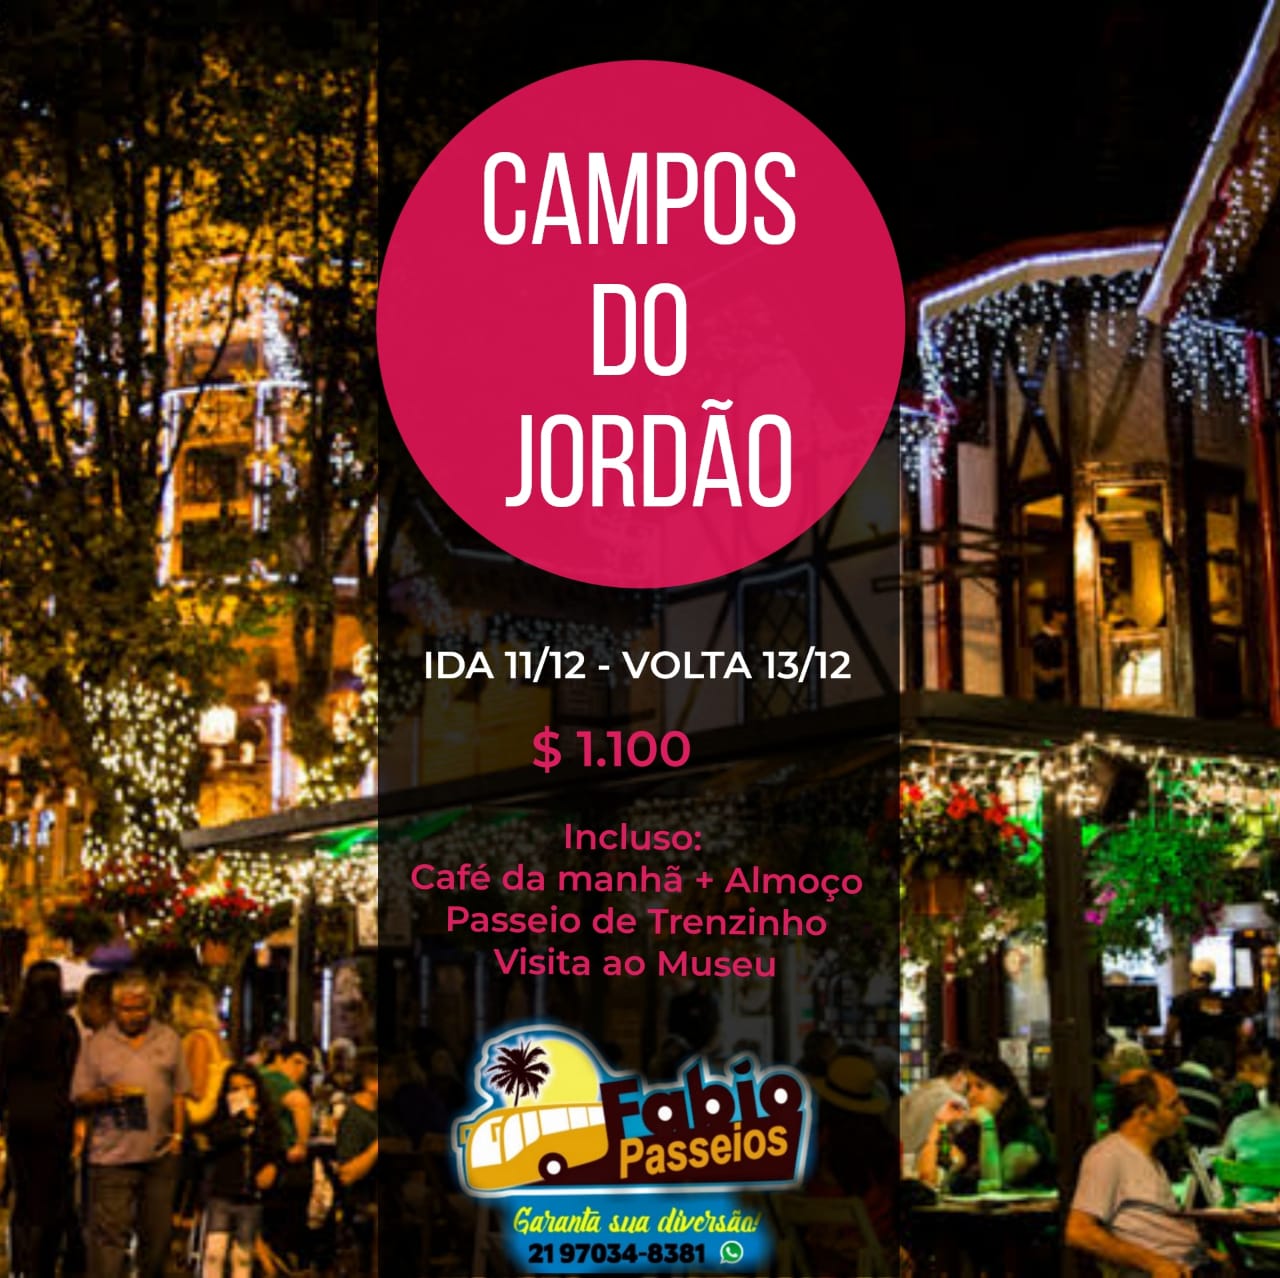 CAMPOS
DO
JORDÃO
IDA 11/12 - VOLTA 13/12
$ 1.100
Incluso:
Café da manhã + Almoço
Passeio de Trenzinho
Visita ao Museu
Fabio
Passeios
Garanta sua diversão!
21 97034-8381